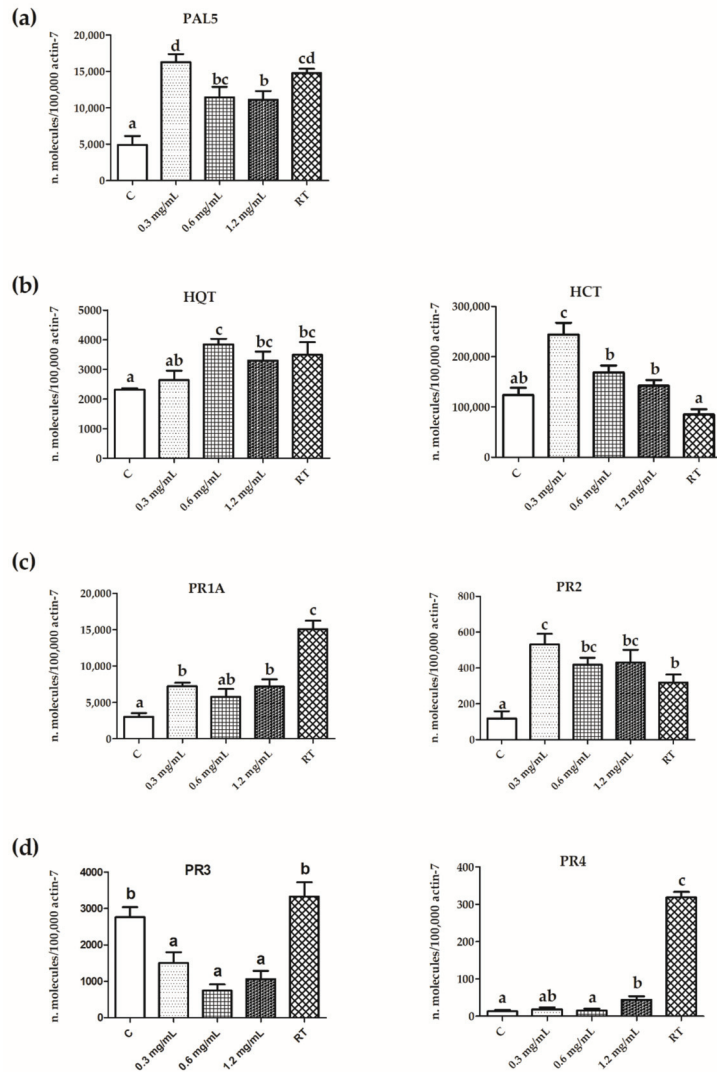 (a)
PAL5
n. molecules/100,000 actin-7
20,000
15,000
10,000
5,000
0
a
d
bc
b
cd
C
0.3 mg/mL
0.6 mg/mL
1.2 mg/mL
RT
(b)
HQT
n. molecules/100,000 actin-7
5000
4000
3000
2000
1000
0
a
ab
c
bc
bc
C
0.3 mg/mL
0.6 mg/mL
1.2 mg/mL
RT
HCT
n. molecules/100,000 actin-7
300,000
200,000
100,000
0
ab
c
b
b
a
C
0.3 mg/mL
0.6 mg/mL
1.2 mg/mL
RT
(c)
PR1A
n. molecules/100,000 actin-7
20,000
15,000
10,000
5,000
0
a
b
ab
b
c
C
0.3 mg/mL
0.6 mg/mL
1.2 mg/mL
RT
PR2
n. molecules/100,000 actin-7
800
600
400
200
0
a
c
bc
bc
b
C
0.3 mg/mL
0.6 mg/mL
1.2 mg/mL
RT
(d)
PR3
n. molecules/100,000 actin-7
4000
3000
2000
1000
0
b
a
a
a
b
C
0.3 mg/mL
0.6 mg/mL
1.2 mg/mL
RT
PR4
n. molecules/100,000 actin-7
400
300
200
100
0
a
ab
a
b
c
C
0.3 mg/mL
0.6 mg/mL
1.2 mg/mL
RT